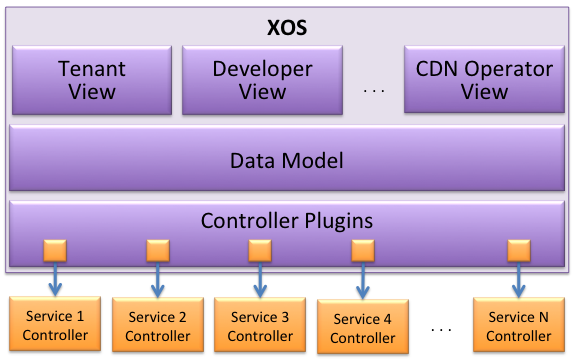 XOS
Tenant
View
Developer
View
. . .
CDN Operator
View
Data Model
Controller Plugins
Service 1
Controller
Service 2
Controller
Service 3
Controller
Service 4
Controller
. . .
Service N
Controller